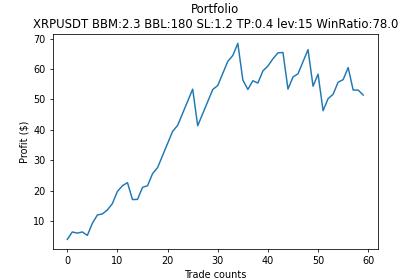 Portfolio
XRPUSDT BBM:2.3 BBL:180 SL:1.2 TP:0.4 lev:15 WinRatio:78.0
70
60
50
40
30
20
10
Profit ($)
0 10 20 30 40 50 60
Trade counts